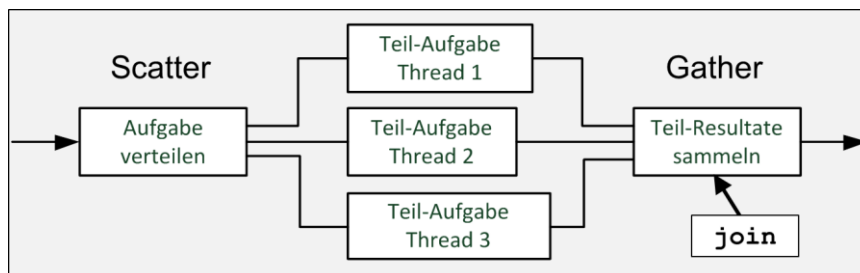 Scatter
Aufgabe
verteilen
Teil-Aufgabe
Thread 1
Teil-Aufgabe
Thread 2
Teil-Aufgabe
Thread 3
Gather
Teil-Resultate
sammeln
join